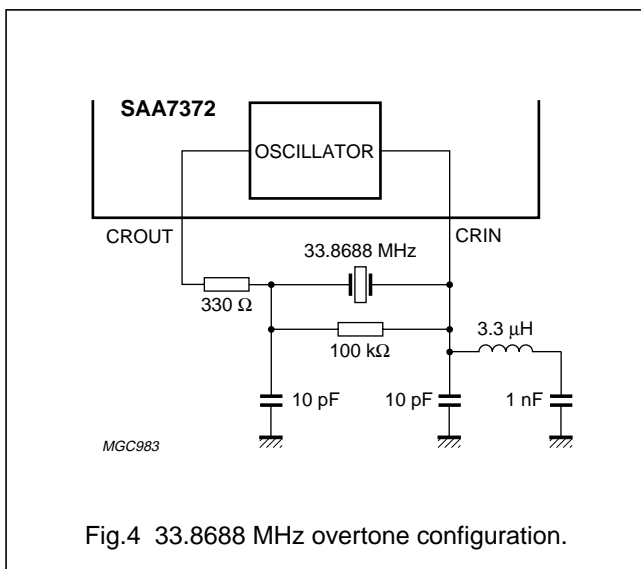 SAA7372
OSCILLATOR
CROUT
CRIN
33.8688 MHz
330 Ω
100 kΩ
3.3 μH
10 pF
10 pF
1 nF
MGC983
Fig.4 33.8688 MHz overtone configuration.